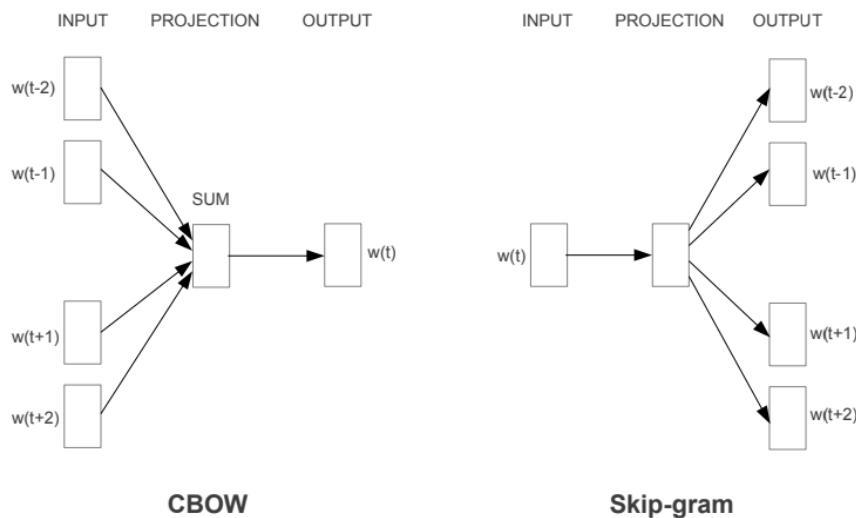 INPUT PROJECTION OUTPUT
w(t-2)
w(t-1)
SUM
w(t)
w(t+1)
w(t+2)
CBOW
INPUT PROJECTION OUTPUT
w(t-2)
w(t-1)
w(t)
w(t+1)
w(t+2)
Skip-gram